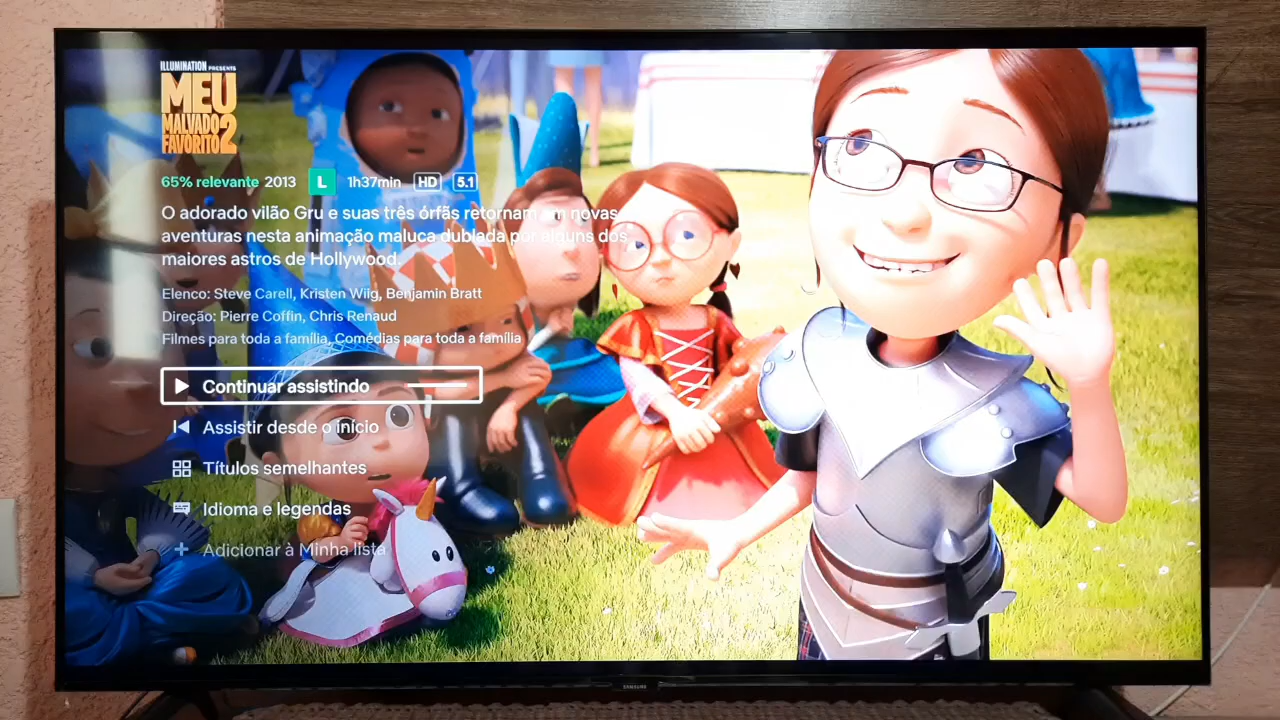 ILLUMINATION PRESENTS
MEU
MALVADO
FAVORITO 2
65% relevante 2013 L 1h37min HD 5.1
O adorado vilão Gru e suas três órfãs retornam em novas
aventuras nesta animação maluca dublada por alguns dos
maiores astros de Hollywood.
Elenco: Steve Carell, Kristen Wiig, Benjamin Bratt
Direção: Pierre Coffin, Chris Renaud
Filmes para toda a família, Comédias para toda a família
Continuar assistindo
Assistir desde o início
Títulos semelhantes
Idioma e legendas
Adicionar à Minha lista
SAMSUNG